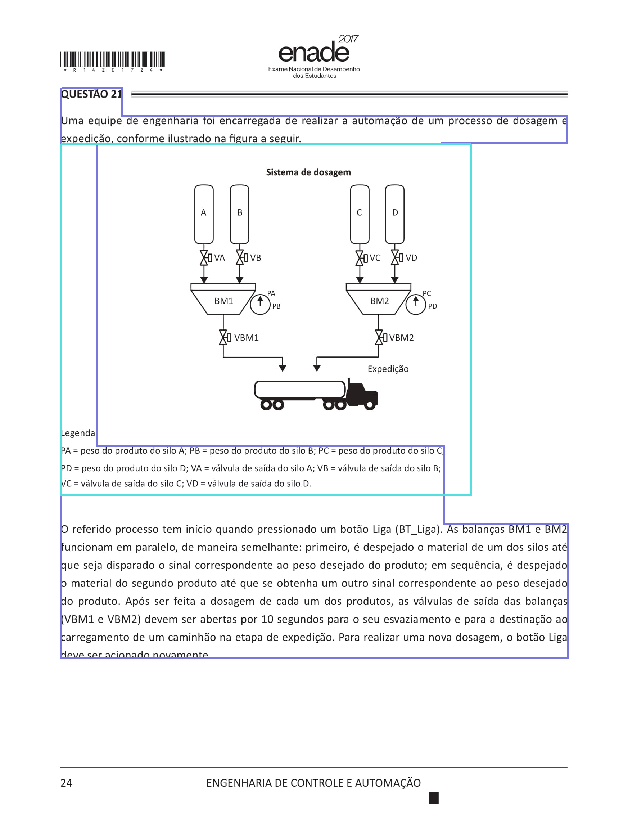 enade 2017
Exame Nacional de Desempenho
dos Estudantes
*R14201724*
QUESTÃO 21
Uma equipe de engenharia foi encarregada de realizar a automação de um processo de dosagem e
expedição, conforme ilustrado na figura a seguir.
Sistema de dosagem
A B C D
VA VB VC VD
BM1 PA PB BM2 PC PD
VBM1 VBM2
Expedição
Legenda
PA = peso do produto do silo A; PB = peso do produto do silo B; PC = peso do produto do silo C;
PD = peso do produto do silo D; VA = válvula de saída do silo A; VB = válvula de saída do silo B;
VC = válvula de saída do silo C; VD = válvula de saída do silo D.
O referido processo tem início quando pressionado um botão Liga (BT_Liga). As balanças BM1 e BM2
funcionam em paralelo, de maneira semelhante: primeiro, é despejado o material de um dos silos até
que seja disparado o sinal correspondente ao peso desejado do produto; em sequência, é despejado
o material do segundo produto até que se obtenha um outro sinal correspondente ao peso desejado
do produto. Após ser feita a dosagem de cada um dos produtos, as válvulas de saída das balanças
(VBM1 e VBM2) devem ser abertas por 10 segundos para o seu esvaziamento e para a destinação ao
carregamento de um caminhão na etapa de expedição. Para realizar uma nova dosagem, o botão Liga
deve ser acionado novamente.
24 ENGENHARIA DE CONTROLE E AUTOMAÇÃO